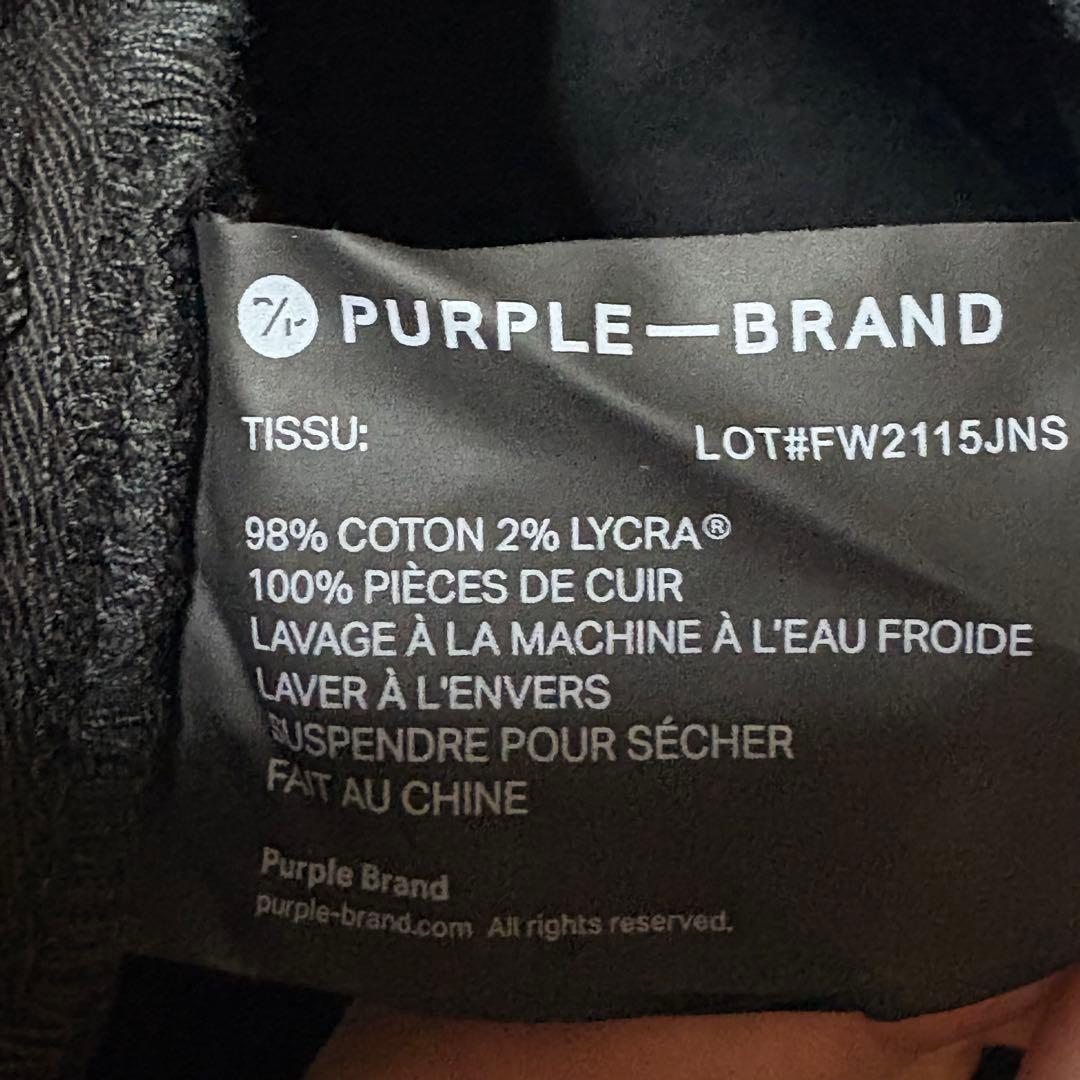 PURPLE—BRAND
TISSU:
LOT#FW2115JNS
98% COTON 2% LYCRA®
100% PIÈCES DE CUIR
LAVAGE À LA MACHINE À L'EAU FROIDE
LAVER À L'ENVERS
SUSPENDRE POUR SÉCHER
FAIT AU CHINE
Purple Brand
purple-brand.com All rights reserved.